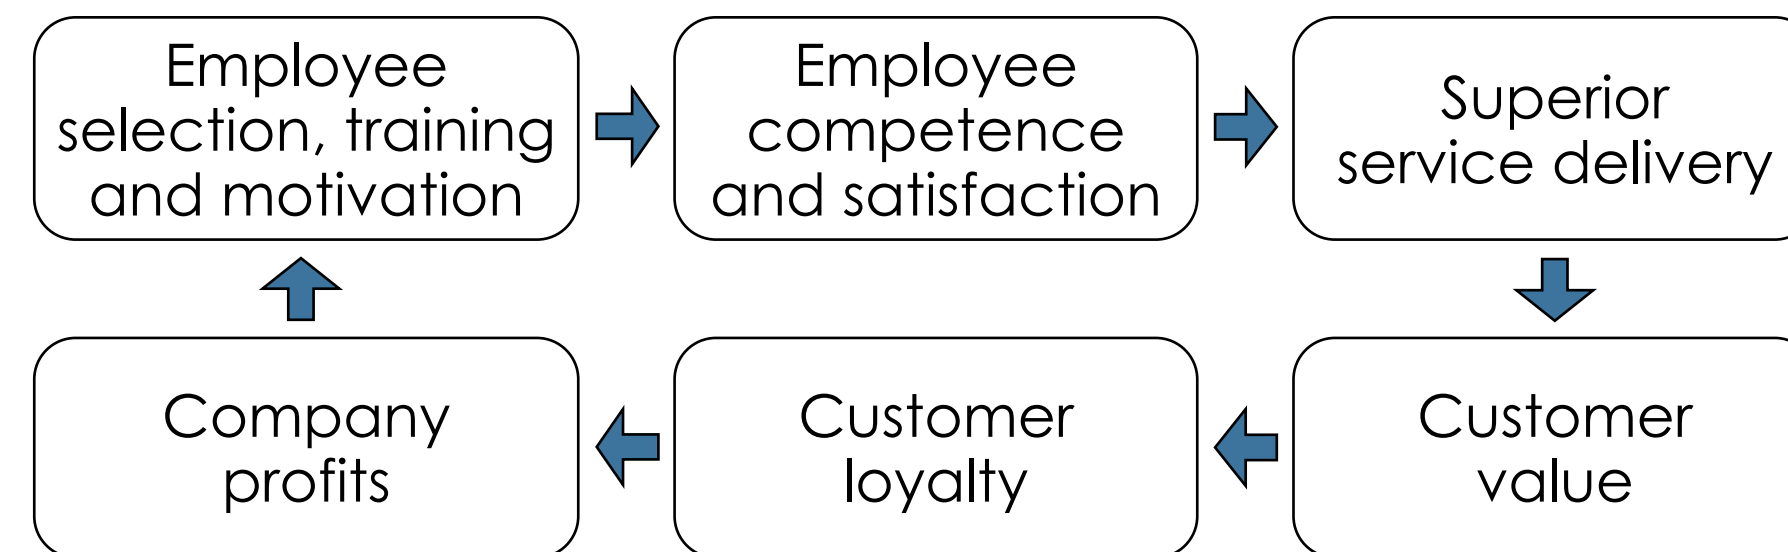 Employee
selection, training
and motivation
Employee
competence
and satisfaction
Superior
service delivery
Company
profits
Customer
loyalty
Customer
value